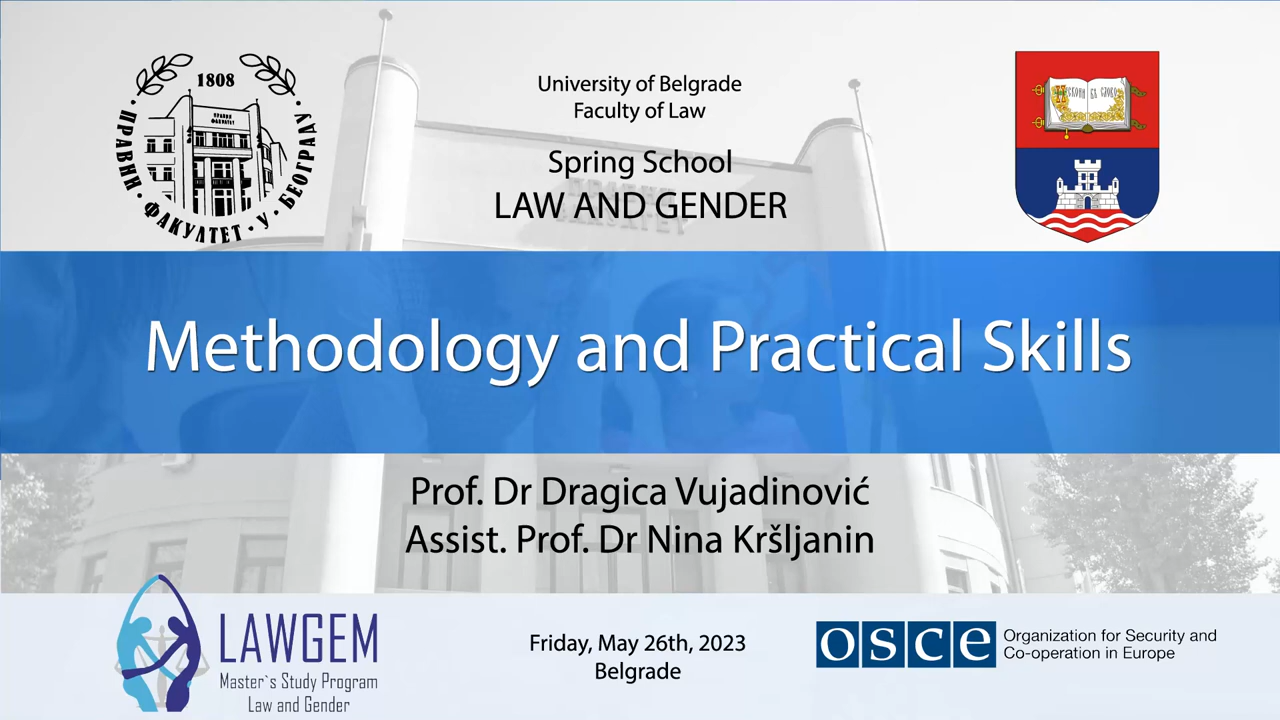 1808
ПРАВНИ
ФАКУЛТЕТ
ПРАВНИ · ФАКУЛТЕТ · У · БЕОГРАДУ
University of Belgrade
Faculty of Law
Spring School
LAW AND GENDER
Methodology and Practical Skills
Prof. Dr Dragica Vujadinović
Assist. Prof. Dr Nina Kršljanin
LAWGEM
Master`s Study Program
Law and Gender
Friday, May 26th, 2023
Belgrade
osce
Organization for Security and
Co-operation in Europe